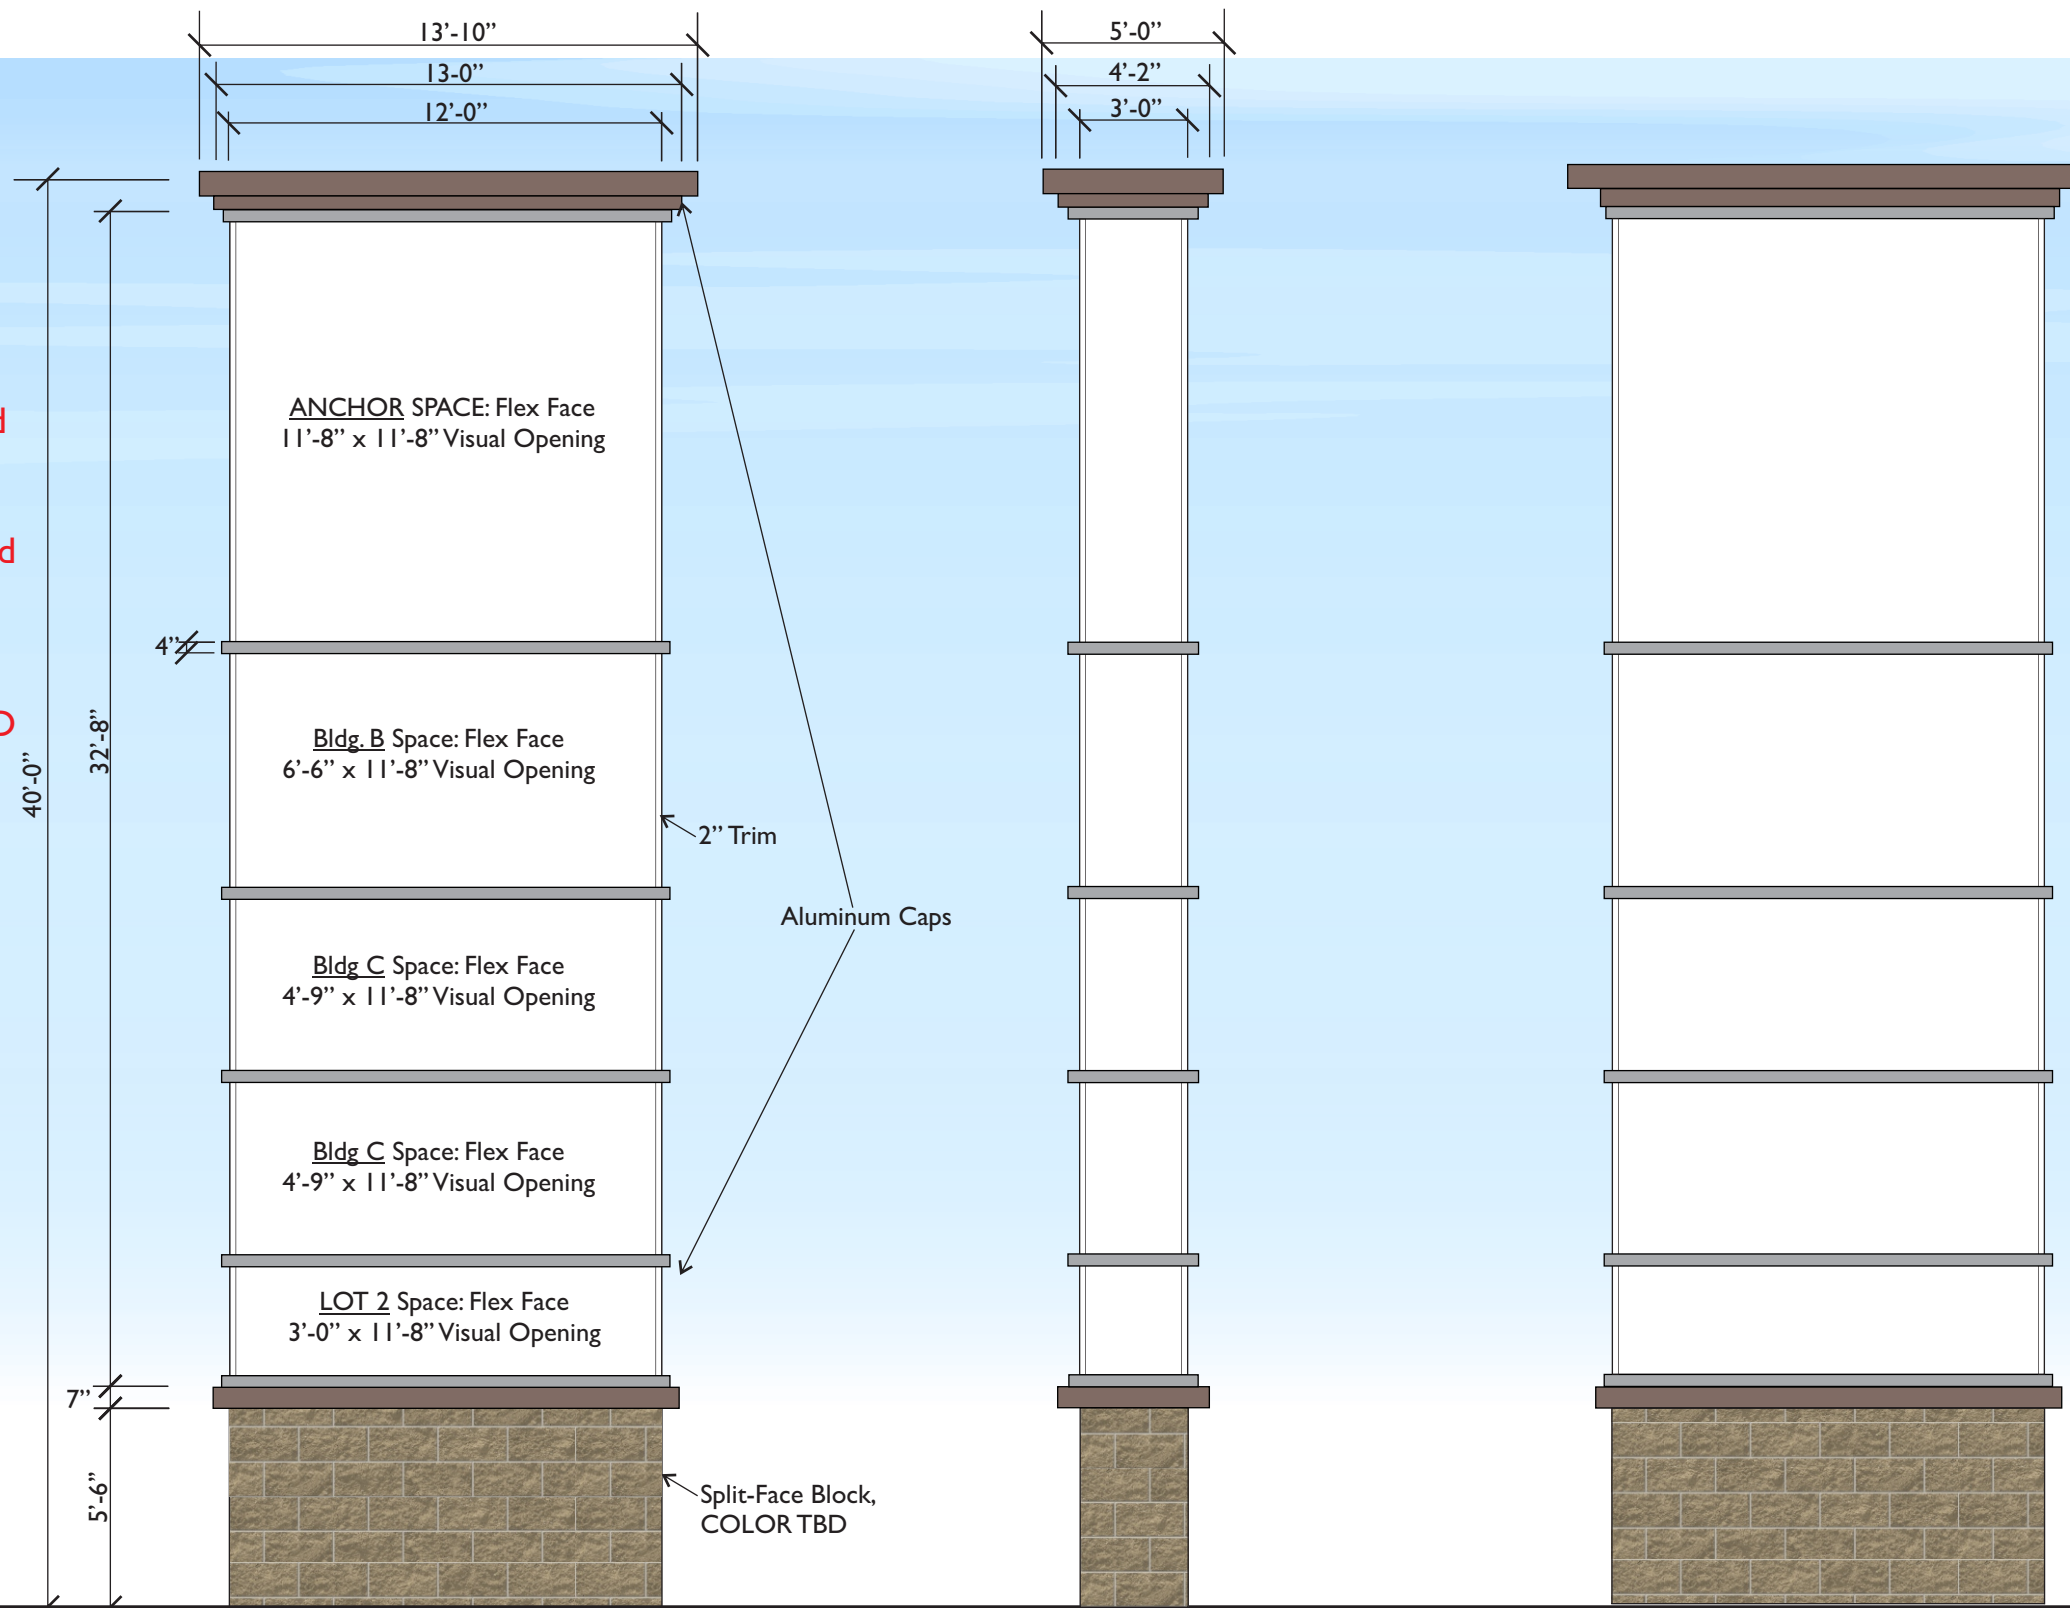 13’-10”
13-0”
12’-0”
5’-0”
4’-2”
3’-0”
ANCHOR SPACE: Flex Face
11’-8” x 11’-8” Visual Opening
d
d
4”
Bldg. B Space: Flex Face
6’-6” x 11’-8” Visual Opening
32’-8”
40’-0”
2” Trim
Aluminum Caps
Bldg C Space: Flex Face
4’-9” x 11’-8” Visual Opening
Bldg C Space: Flex Face
4’-9” x 11’-8” Visual Opening
LOT 2 Space: Flex Face
3’-0” x 11’-8” Visual Opening
7”
5’-6”
Split-Face Block,
COLOR TBD